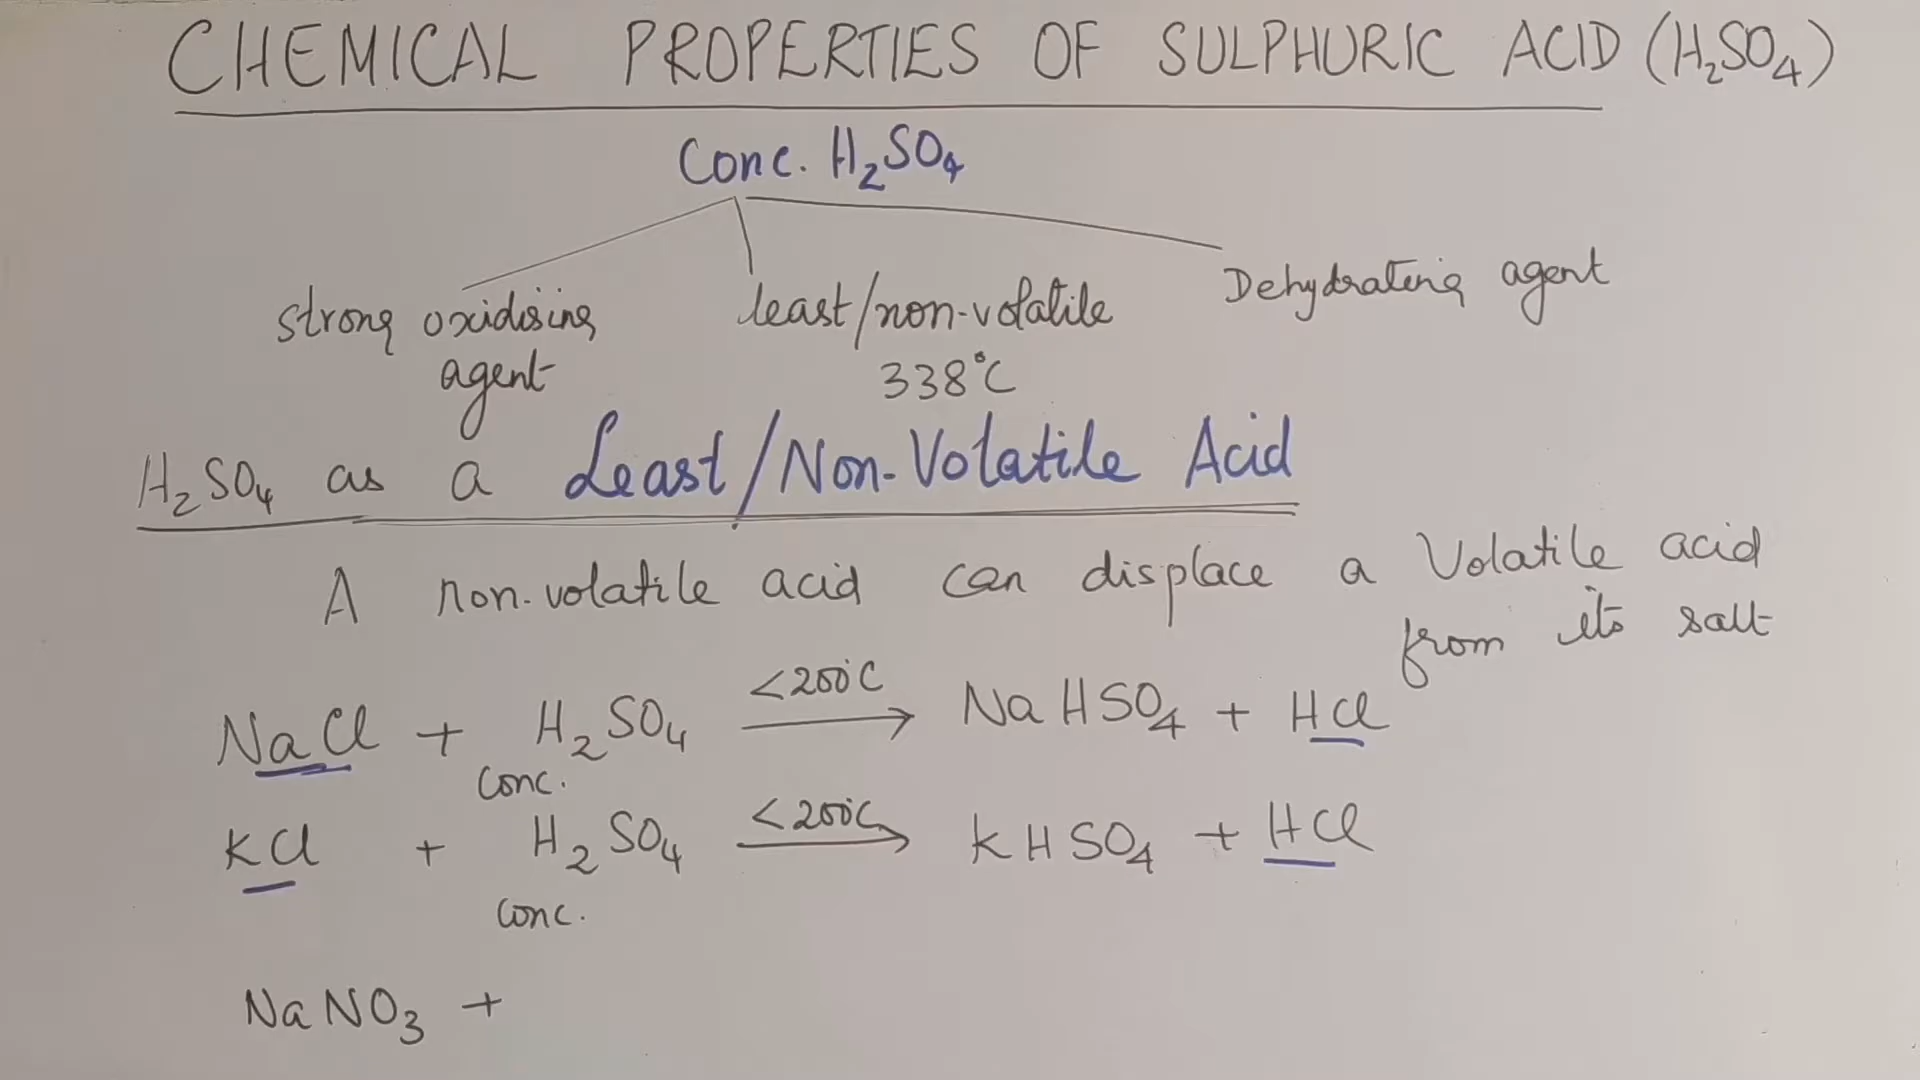 CHEMICAL PROPERTIES OF SULPHURIC ACID (H₂SO₄)
Conc. H₂SO₄
strong oxidising agent
least/non-volatile 338°C
Dehydrating agent
H₂SO₄ as a Least/Non-Volatile Acid
A non-volatile acid can displace a Volatile acid
from its salt
NaCl + H₂SO₄ <200°C → NaHSO₄ + HCl
conc.
KCl + H₂SO₄ <200°C → KHSO₄ + HCl
conc.
NaNO₃ +